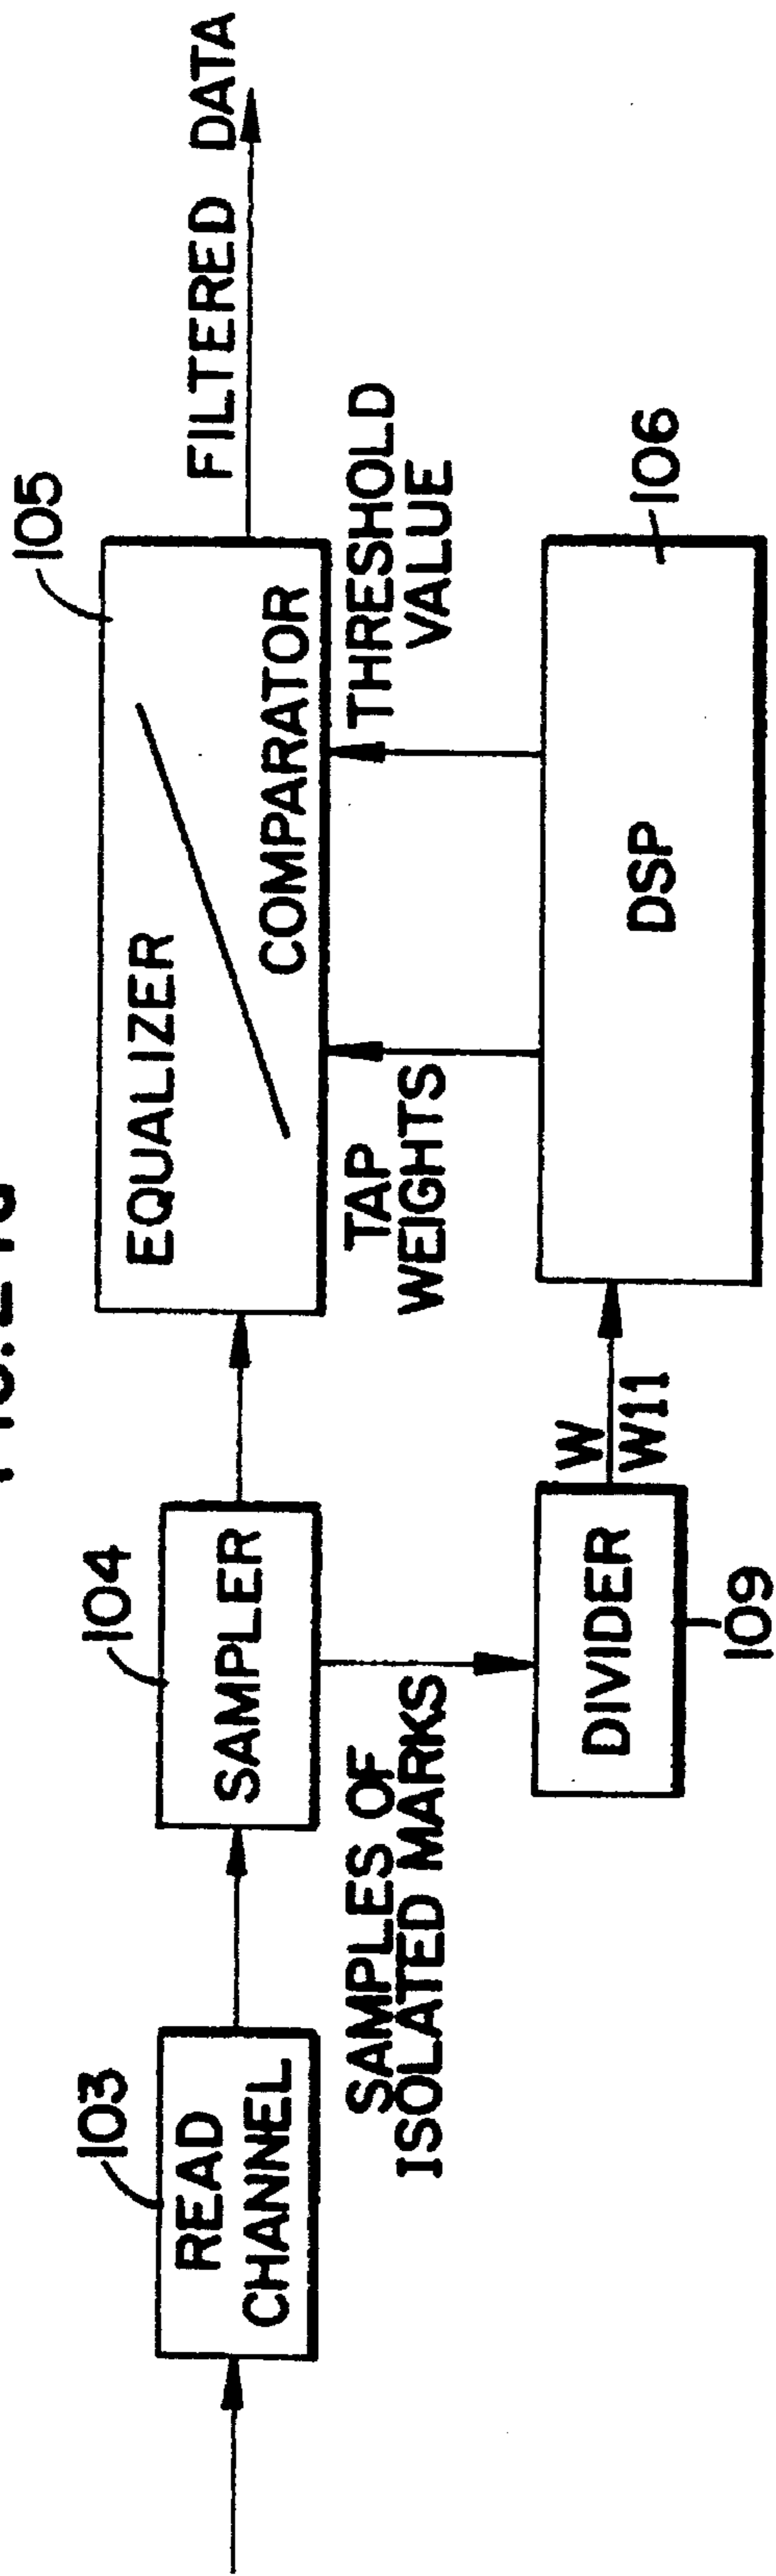 103
READ
CHANNEL
104
SAMPLER
SAMPLES OF
ISOLATED MARKS
105
EQUALIZER
COMPARATOR
FILTERED DATA
TAP
WEIGHTS
THRESHOLD
VALUE
DIVIDER
109
W
W11
DSP
106